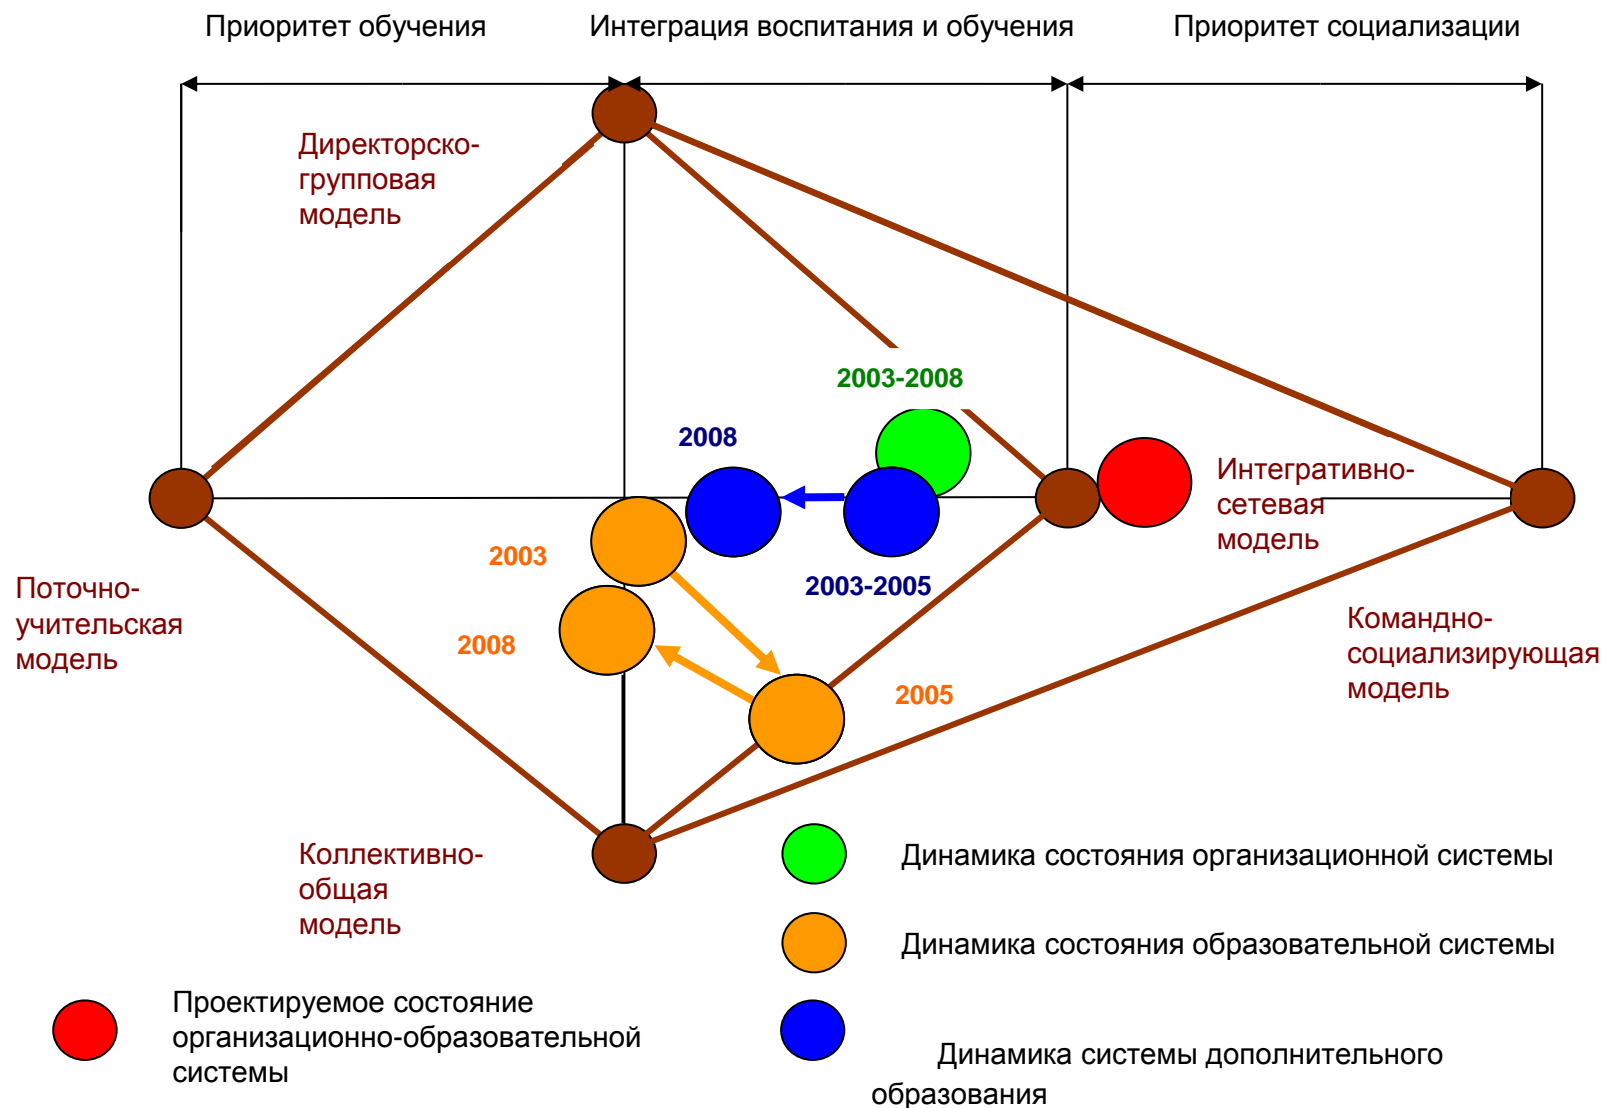 Приоритет обучения
Интеграция воспитания и обучения
Приоритет социализации
Директорско-
групповая
модель
2003-2008
2008
Интегративно-
сетевая
модель
2003
2003-2005
Поточно-
учительская
модель
2008
Командно-
социализирующая
модель
2005
Коллективно-
общая
модель
Динамика состояния организационной системы
Динамика состояния образовательной системы
Проектируемое состояние
организационно-образовательной
системы
Динамика системы дополнительного
образования